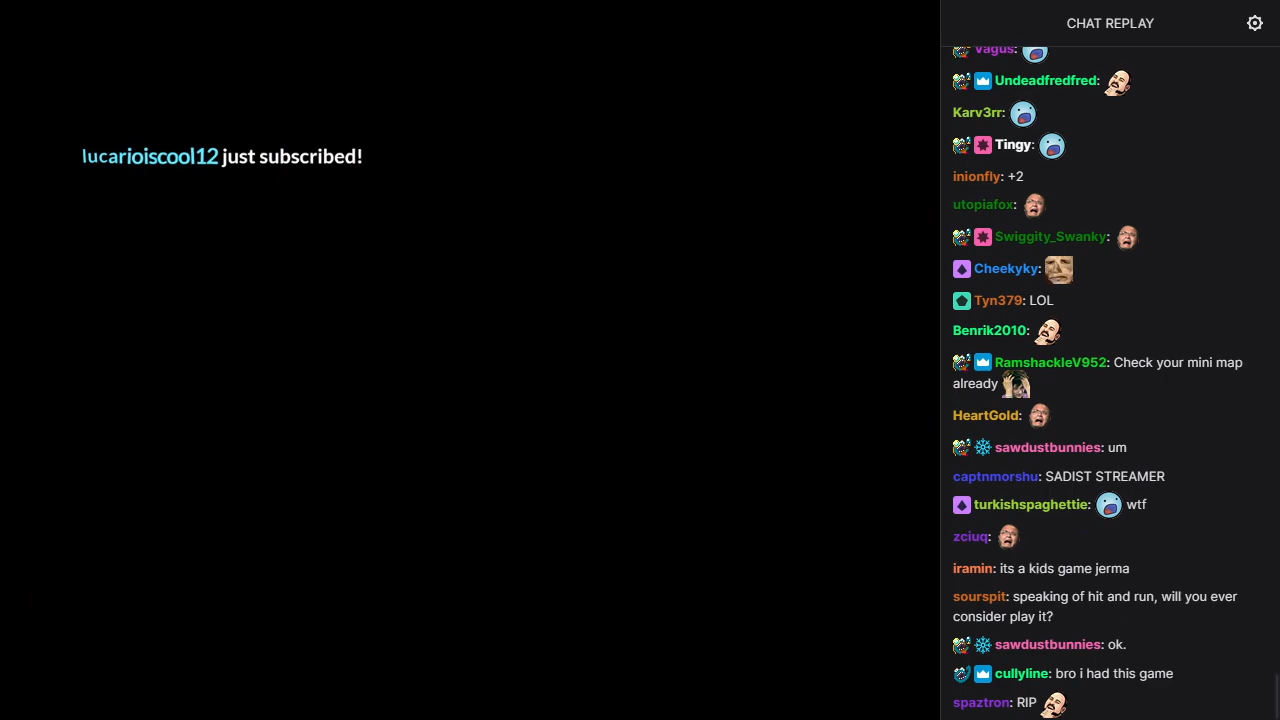 CHAT REPLAY
Vagus:
Undeadfredfred:
Karv3rr:
lucarioiscool12 just subscribed!
Tingy:
inionfly: +2
utopiafox:
Swiggity_Swanky:
Cheekyky:
Tyn379: LOL
Benrik2010:
RamshackleV952: Check your mini map
already
HeartGold:
sawdustbunnies: um
captnmorshu: SADIST STREAMER
turkishspaghettie: wtf
zciuq:
iramin: its a kids game jerma
sourspit: speaking of hit and run, will you ever
consider play it?
sawdustbunnies: ok.
cullyline: bro i had this game
spaztron: RIP